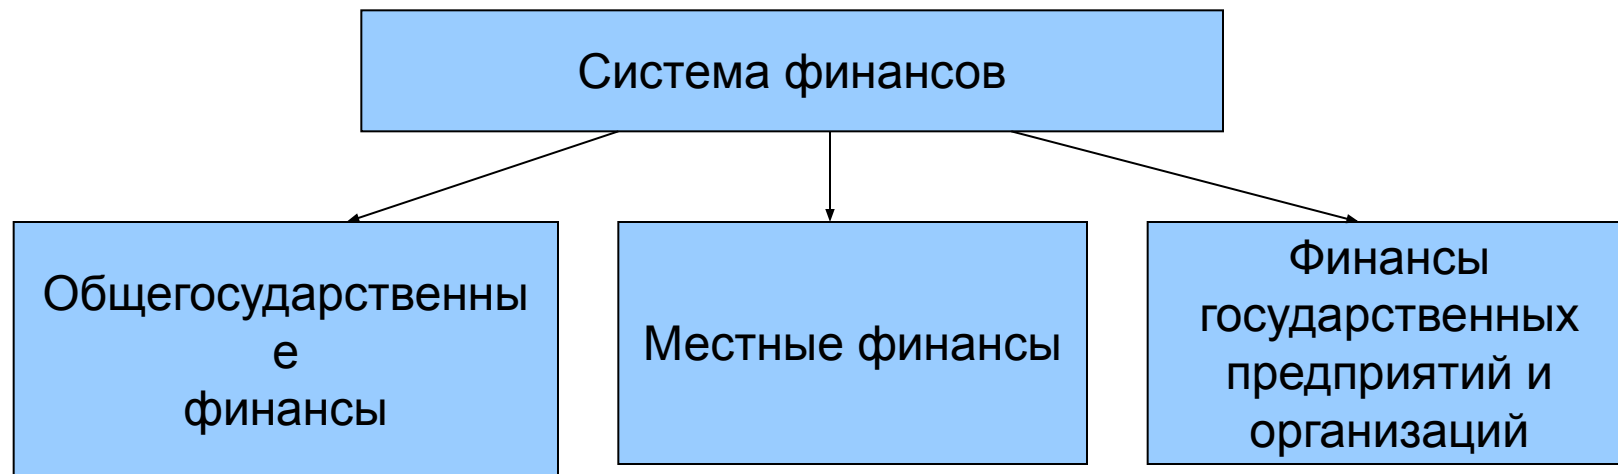 Система финансов
Общегосударственны
е
финансы
Местные финансы
Финансы
государственных
предприятий и
организаций